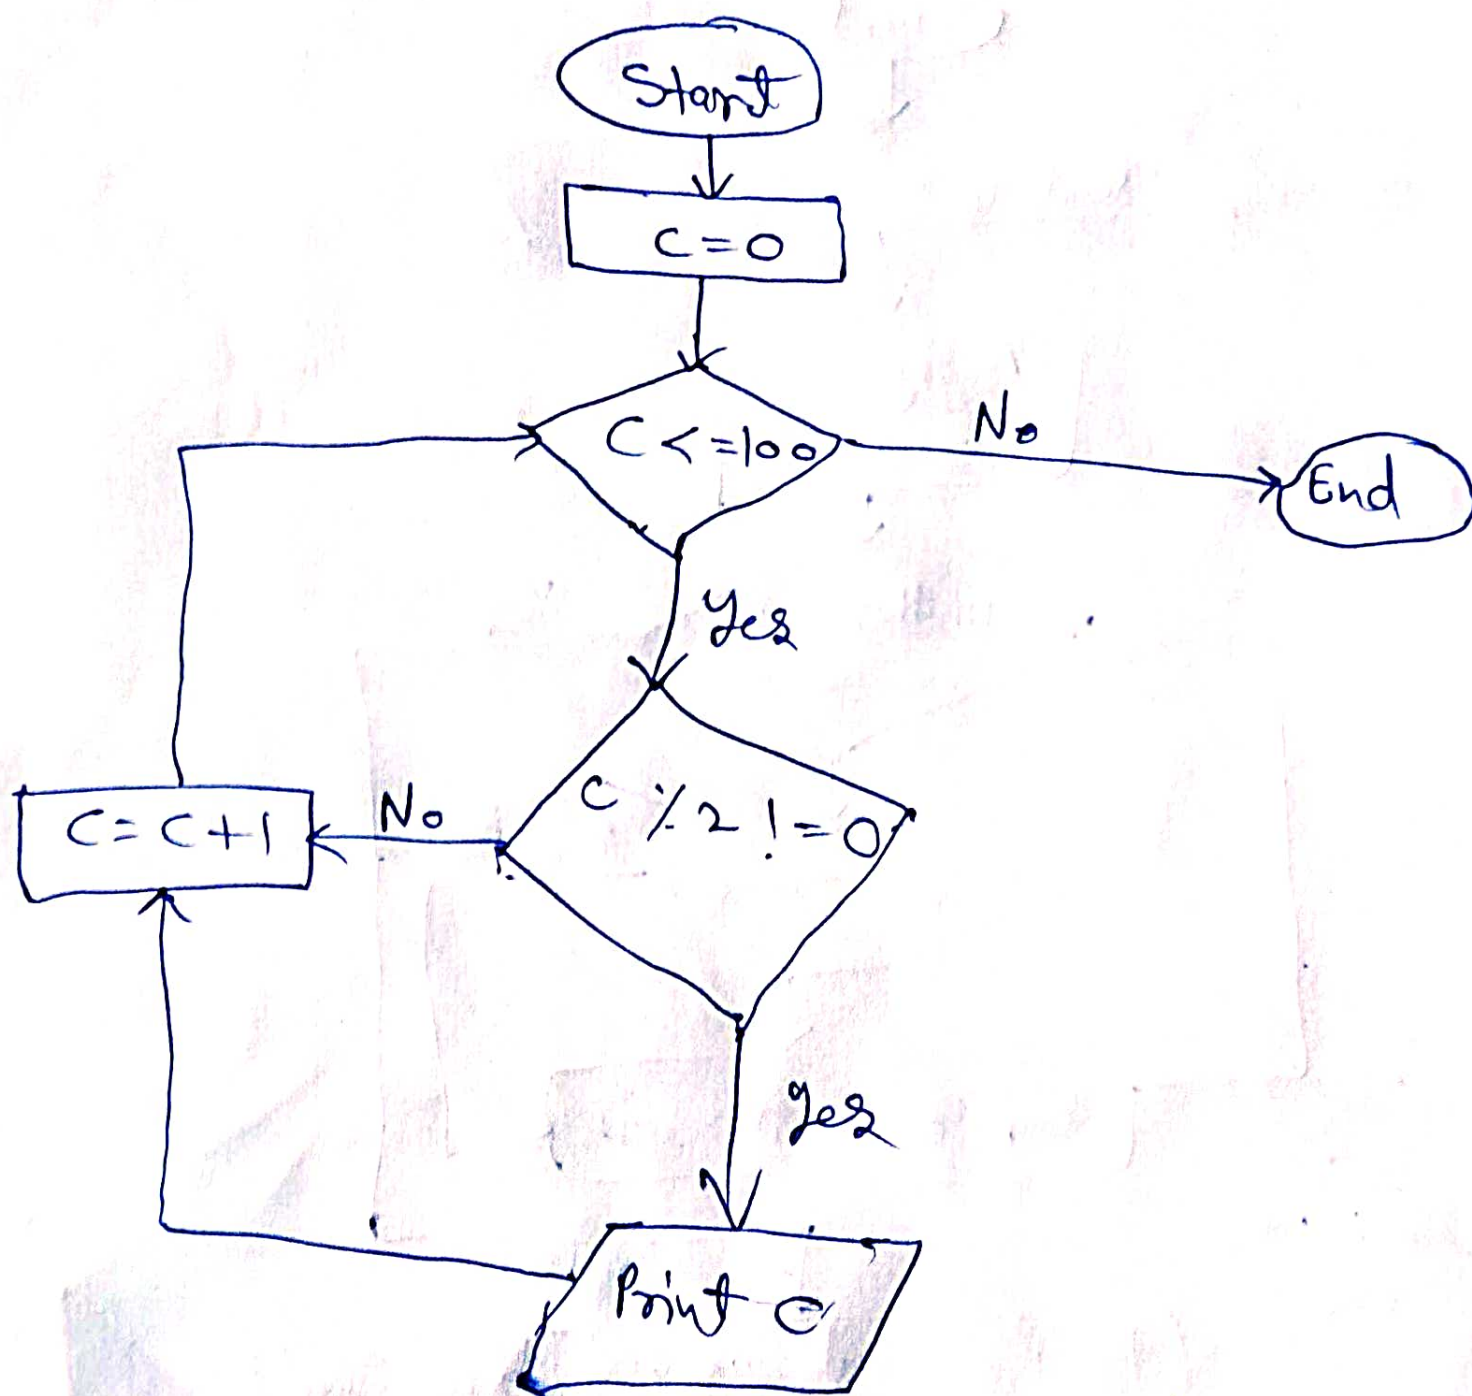 Start
C = 0
C <= 100
No
End
Yes
C % 2 ! = 0
No
C = C + 1
Yes
Print C